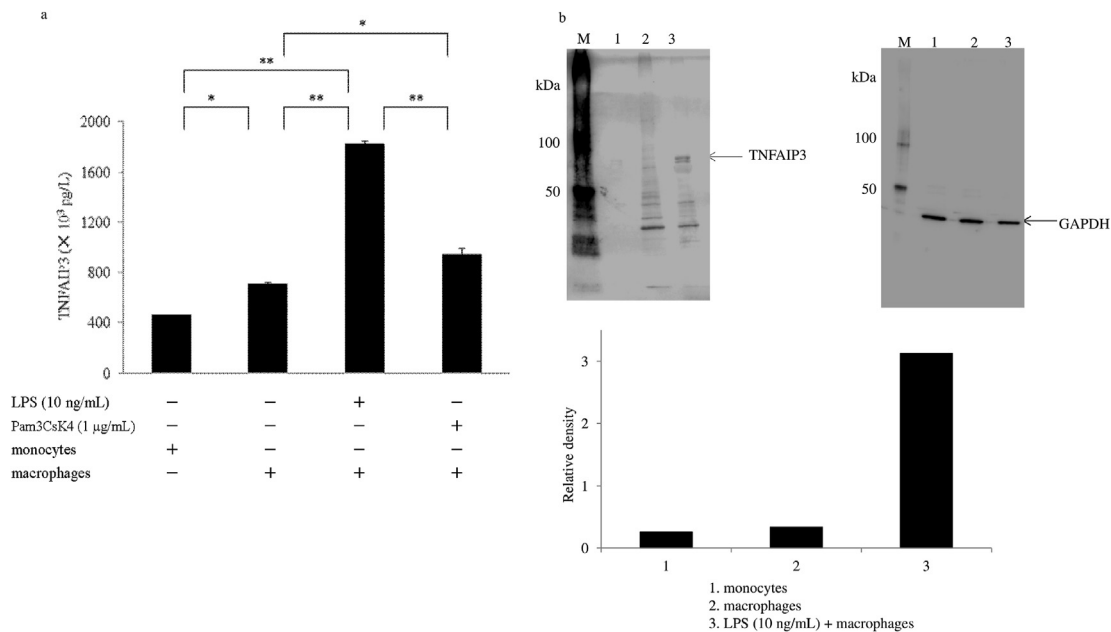 a
*
**
* ** **
2000
1600
1200
800
400
0
TNFAIP3 (× 10³ pg/L)
LPS (10 ng/mL) − − + −
Pam3CsK4 (1 µg/mL) − − − +
monocytes + − − −
macrophages − + + +
b
M 1 2 3
kDa
100
50
TNFAIP3
M 1 2 3
kDa
100
50
GAPDH
3
2
1
0
Relative density
1 2 3
1. monocytes
2. macrophages
3. LPS (10 ng/mL) + macrophages